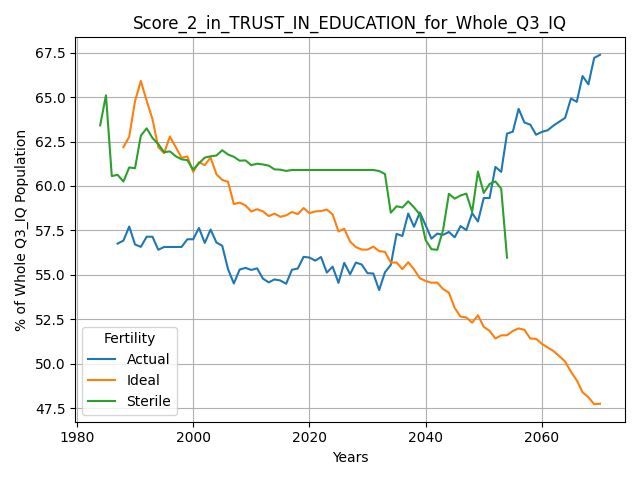 Score_2_in_TRUST_IN_EDUCATION_for_Whole_Q3_IQ
% of Whole Q3_IQ Population
67.5
65.0
62.5
60.0
57.5
55.0
52.5
50.0
47.5
Fertility
Actual
Ideal
Sterile
1980
2000
2020
2040
2060
Years